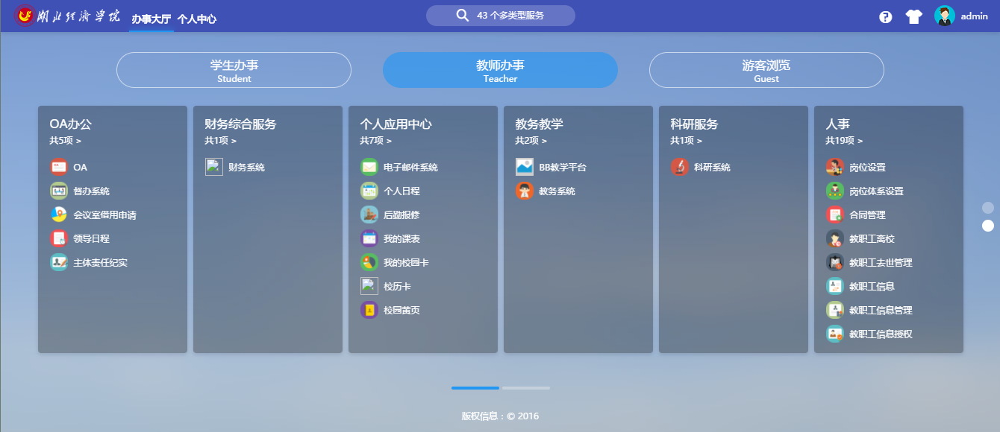 湖北经济学院
办事大厅 个人中心
43 个多类型服务
admin
学生办事
Student
教师办事
Teacher
游客浏览
Guest
OA办公
共5项 >
OA
督办系统
会议室借用申请
领导日程
主体责任纪实
财务综合服务
共1项 >
财务系统
个人应用中心
共7项 >
电子邮件系统
个人日程
后勤报修
我的课表
我的校园卡
校历卡
校园黄页
教务教学
共2项 >
BB教学平台
教务系统
科研服务
共1项 >
科研系统
人事
共19项 >
岗位设置
岗位体系设置
合同管理
教职工离校
教职工去世管理
教职工信息
教职工信息管理
教职工信息授权
版权信息：© 2016